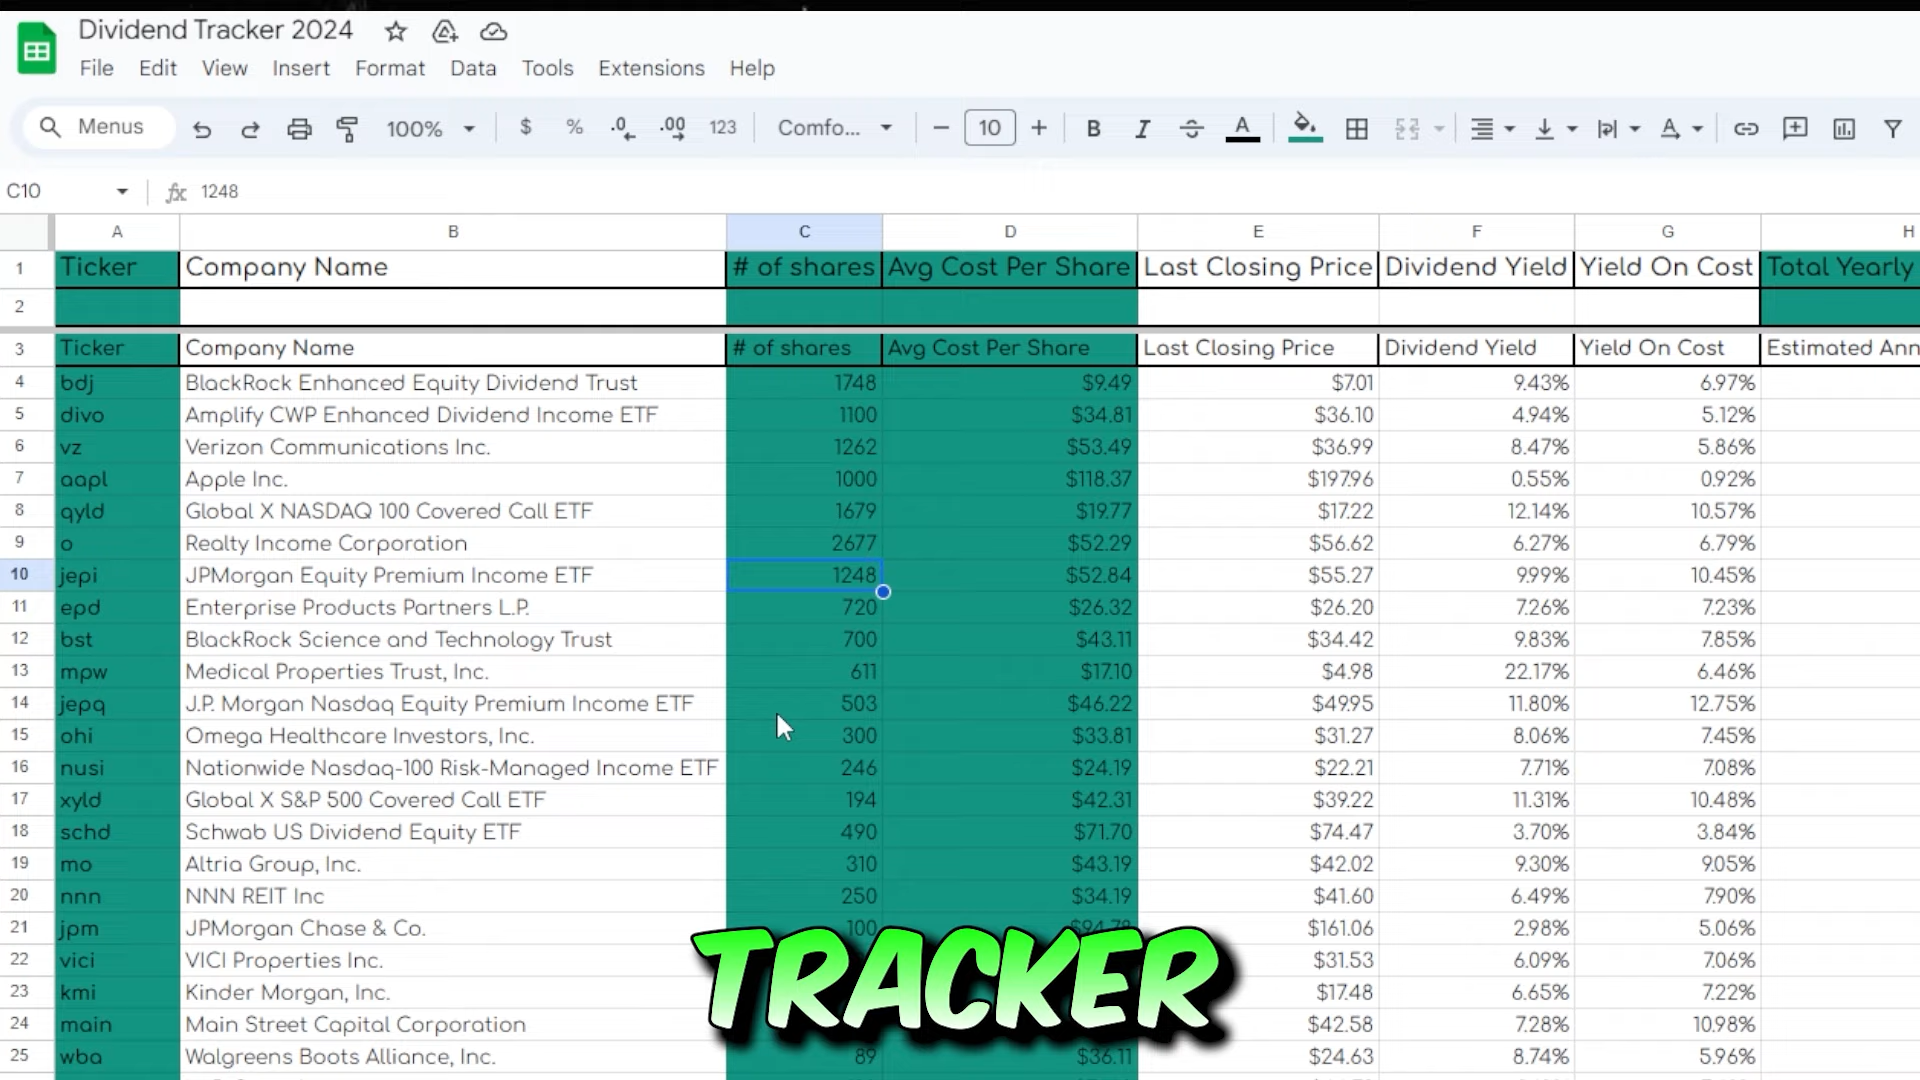 Dividend Tracker 2024
File Edit View Insert Format Data Tools Extensions Help
Menus 100% $ % .0 .00 123 Comfo... 10 B I A
C10 fx 1248
A B C D E F G H
1 Ticker Company Name # of shares Avg Cost Per Share Last Closing Price Dividend Yield Yield On Cost Total Yearly
2
3 Ticker Company Name # of shares Avg Cost Per Share Last Closing Price Dividend Yield Yield On Cost Estimated Ann
4 bdj BlackRock Enhanced Equity Dividend Trust 1748 $9.49 $7.01 9.43% 6.97%
5 divo Amplify CWP Enhanced Dividend Income ETF 1100 $34.81 $36.10 4.94% 5.12%
6 vz Verizon Communications Inc. 1262 $53.49 $36.99 8.47% 5.86%
7 aapl Apple Inc. 1000 $118.37 $197.96 0.55% 0.92%
8 qyld Global X NASDAQ 100 Covered Call ETF 1679 $19.77 $17.22 12.14% 10.57%
9 o Realty Income Corporation 2677 $52.29 $56.62 6.27% 6.79%
10 jepi JPMorgan Equity Premium Income ETF 1248 $52.84 $55.27 9.99% 10.45%
11 epd Enterprise Products Partners L.P. 720 $26.32 $26.20 7.26% 7.23%
12 bst BlackRock Science and Technology Trust 700 $43.11 $34.42 9.83% 7.85%
13 mpw Medical Properties Trust, Inc. 611 $17.10 $4.98 22.17% 6.46%
14 jepq J.P. Morgan Nasdaq Equity Premium Income ETF 503 $46.22 $49.95 11.80% 12.75%
15 ohi Omega Healthcare Investors, Inc. 300 $33.81 $31.27 8.06% 7.45%
16 nusi Nationwide Nasdaq-100 Risk-Managed Income ETF 246 $24.19 $22.21 7.71% 7.08%
17 xyld Global X S&P 500 Covered Call ETF 194 $42.31 $39.22 11.31% 10.48%
18 schd Schwab US Dividend Equity ETF 490 $71.70 $74.47 3.70% 3.84%
19 mo Altria Group, Inc. 310 $43.19 $42.02 9.30% 9.05%
20 nnn NNN REIT Inc 250 $34.19 $41.60 6.49% 7.90%
21 jpm JPMorgan Chase & Co. 100 $94.78 $161.06 2.98% 5.06%
22 vici VICI Properties Inc. $31.53 6.09% 7.06%
23 kmi Kinder Morgan, Inc. $17.48 6.65% 7.22%
24 main Main Street Capital Corporation $42.58 7.28% 10.98%
25 wba Walgreens Boots Alliance, Inc. 89 $36.11 $24.63 8.74% 5.96%
TRACKER